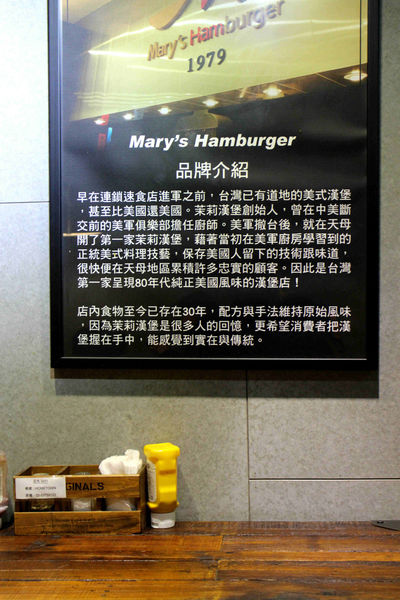 Mary's Hamburger
1979
Mary's Hamburger
品牌介紹
早在連鎖速食店進軍之前，台灣已有道地的美式漢堡
，甚至比美國還美國。茉莉漢堡創始人，曾在中美斷
交前的美軍俱樂部擔任廚師。美軍撤台後，就在天母
開了第一家茉莉漢堡，藉著當初在美軍廚房學習到的
正統美式料理技藝，保存美國人留下的技術跟味道，
很快便在天母地區累積許多忠實的顧客。因此是台灣
第一家呈現80年代純正美國風味的漢堡店！
店內食物至今已存在30年，配方與手法維持原始風味
，因為茉莉漢堡是很多人的回憶，更希望消費者把漢
堡握在手中，能感覺到實在與傳統。
GINALS